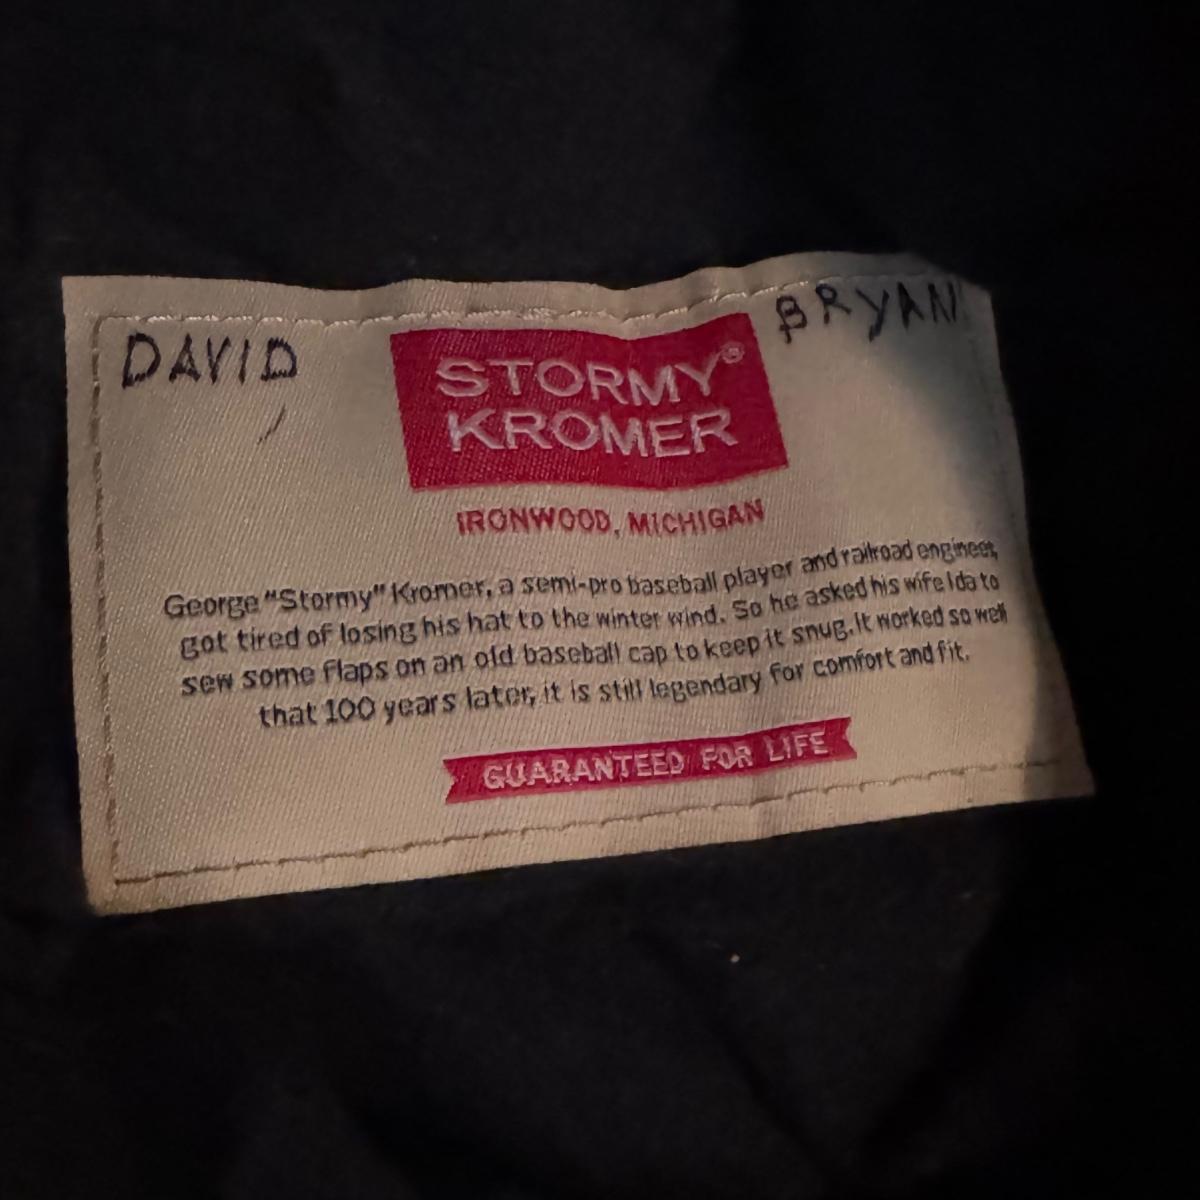 DAVID
BRYAN
STORMY®
KROMER
IRONWOOD, MICHIGAN
George "Stormy" Kromer, a semi-pro baseball player and railroad engineer,
got tired of losing his hat to the winter wind. So he asked his wife Ida to
sew some flaps on an old baseball cap to keep it snug. It worked so well
that 100 years later, it is still legendary for comfort and fit.
GUARANTEED FOR LIFE